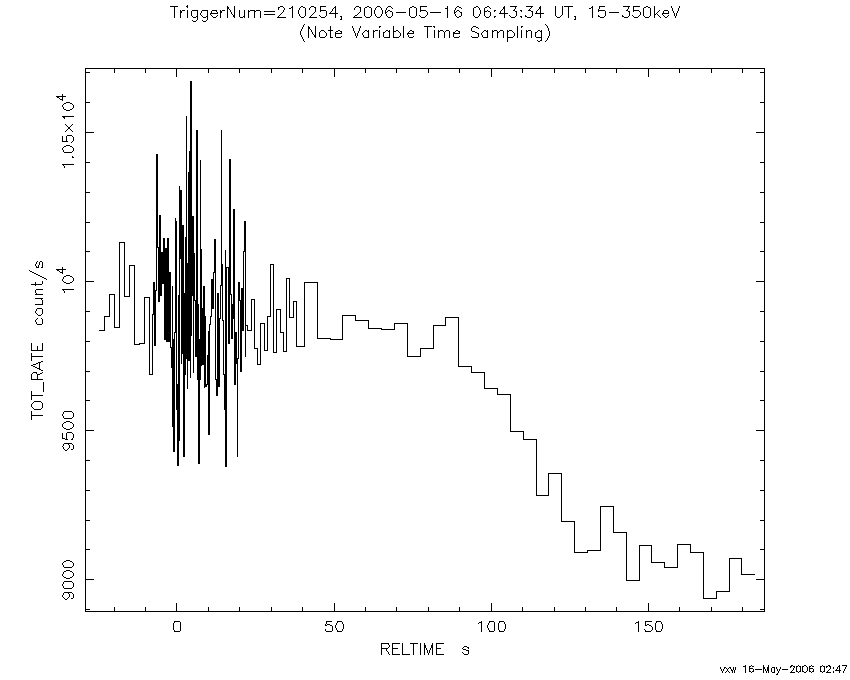 TriggerNum=210254, 2006-05-16 06:43:34 UT, 15-350keV
(Note Variable Time Sampling)
TOT_RATE count/s
1.05×10⁴
10⁴
9500
9000
0 50 100 150
RELTIME s
vxw 16-May-2006 02:47